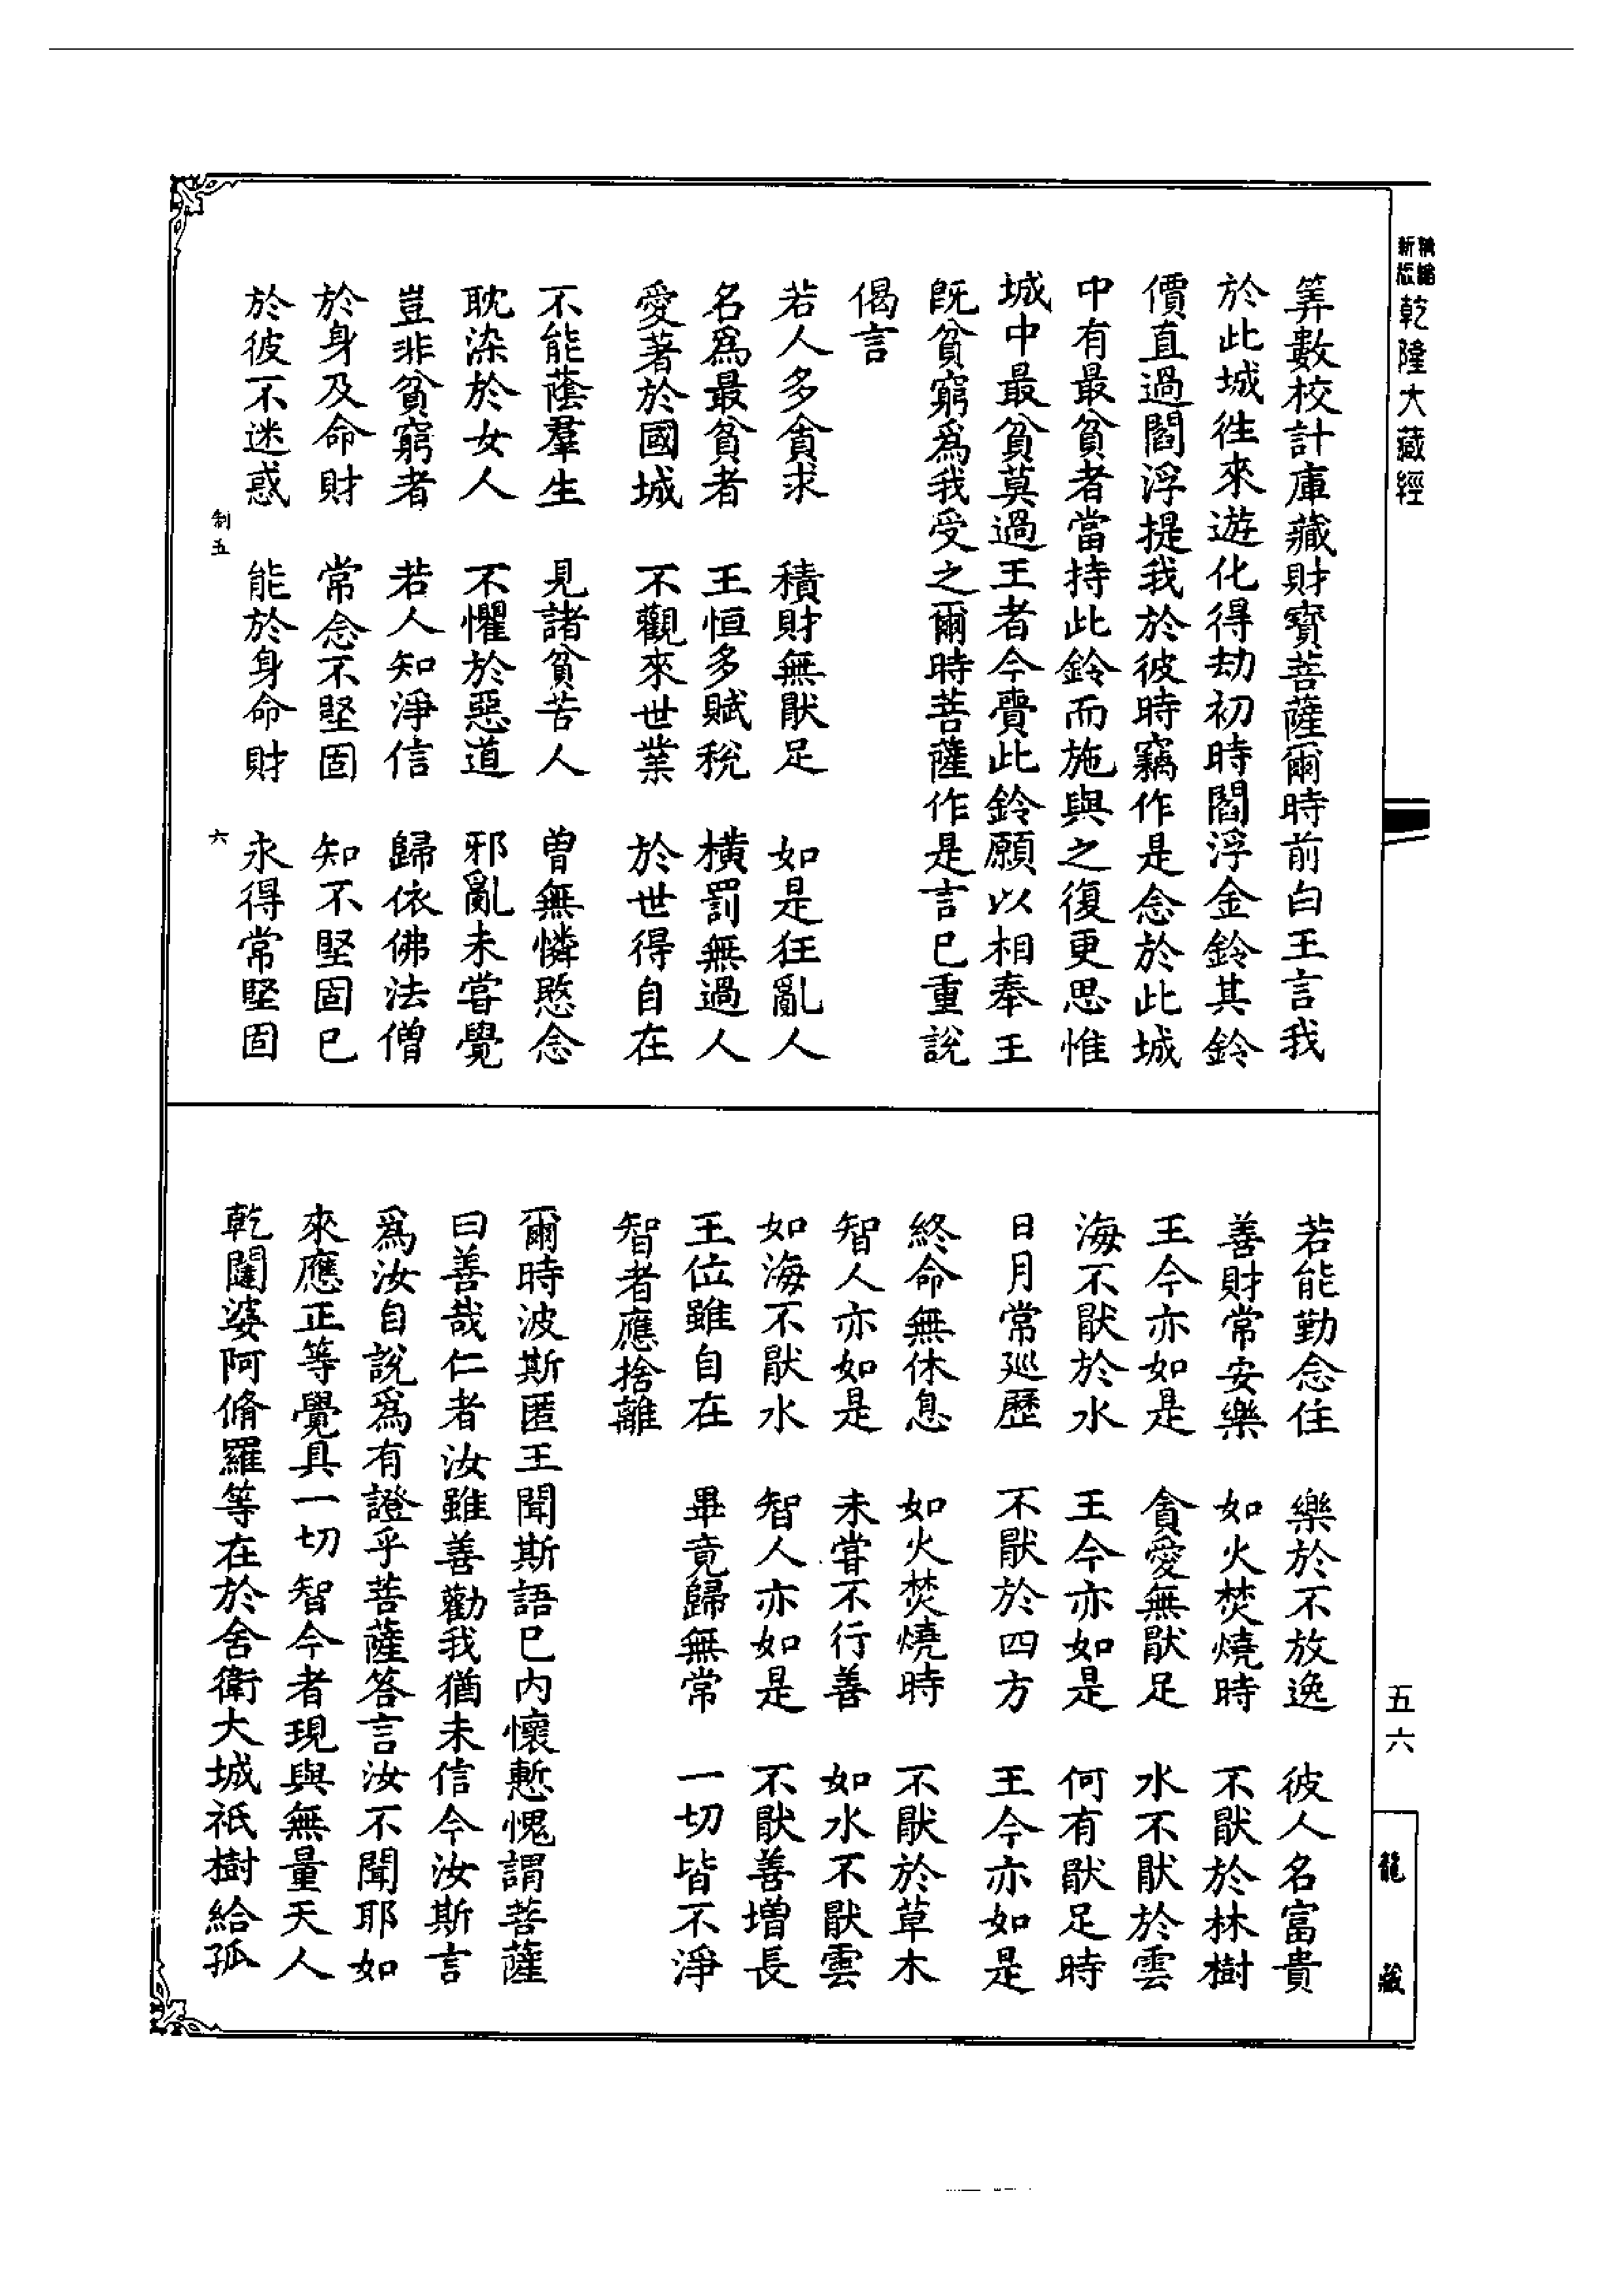 精縮新版乾隆大藏經
筭數校計庫藏財寶菩薩爾時前白王言我
於此城徃來遊化得劫初時閻浮金鈴其鈴
價直過閻浮提我於彼時竊作是念於此城
中有最貧者當持此鈴而施與之復更思惟
城中最貧莫過王者今賷此鈴願以相奉王
旣貧窮爲我受之爾時菩薩作是言已重說
偈言
若人多貪求　積財無猒足　如是狂亂人
名爲最貧者　王恒多賦稅　橫罰無過人
愛著於國城　不觀來世業　於世得自在
不能蔭羣生　見諸貧苦人　曽無憐愍念
耽染於女人　不懼於惡道　邪亂未甞覺
豈非貧窮者　若人知淨信　歸依佛法僧
於身及命財　常念不堅固　知不堅固已
於彼不迷惑　能於身命財　永得常堅固
制五　六
若能勤念住　樂於不放逸　彼人名富貴
善財常安樂　如火焚燒時　不猒於林樹
王今亦如是　貪愛無猒足　水不猒於雲
海不猒於水　王今亦如是　何有猒足時
日月常廵歷　不猒於四方　王今亦如是
終命無休息　如火焚燒時　不猒於草木
智人亦如是　未甞不行善　如水不猒雲
如海不猒水　智人亦如是　不猒善增長
王位雖自在　畢竟歸無常　一切皆不淨
智者應捨離
爾時波斯匿王聞斯語已內懷慙愧謂菩薩
曰善哉仁者汝雖善勸我猶未信今汝斯言
爲汝自說爲有證乎菩薩答言汝不聞耶如
來應正等覺具一切智今者現與無量天人
乾闥婆阿脩羅等在於舍衛大城祇樹給孤
五六
龍藏